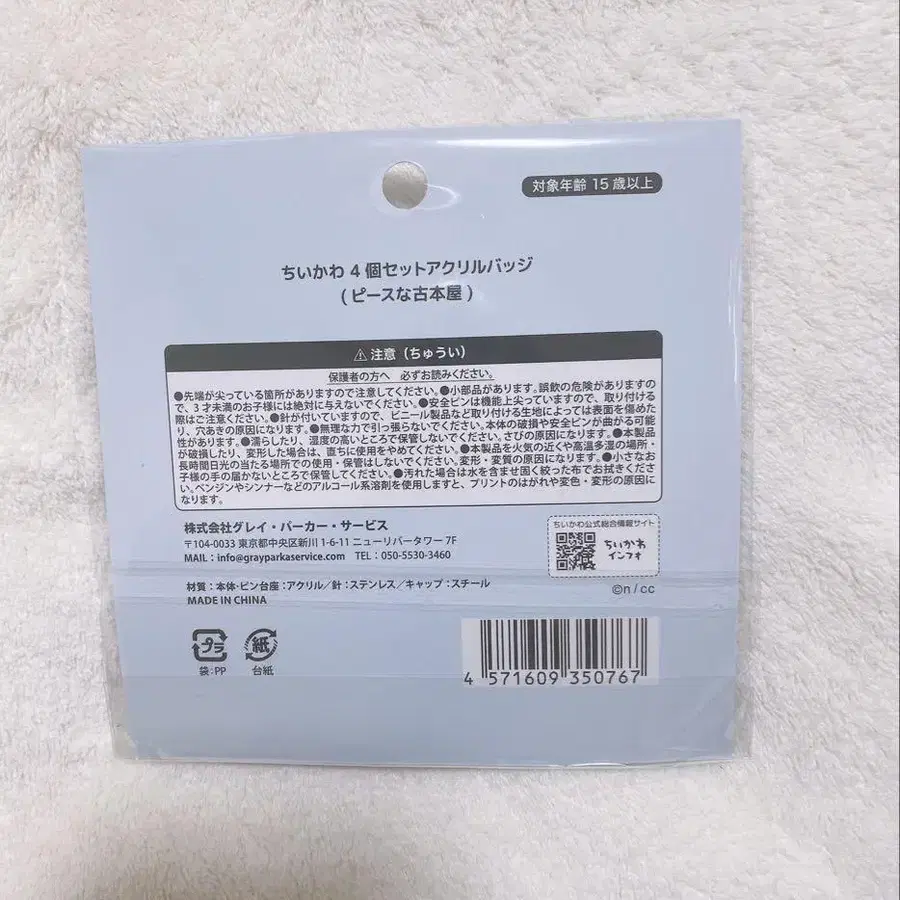 対象年齢 15歳以上
ちいかわ 4個セットアクリルバッジ
(ピースな古本屋)
⚠注意(ちゅうい)
保護者の方へ 必ずお読みください。
●先端が尖っている箇所がありますので注意してください。●小部品があります。誤飲の危険がありますの
で、3才未満のお子様には絶対に与えないでください。●安全ピンは機能上尖っていますので、取り付ける
際はご注意ください。●針が付いていますので、ビニール製品など取り付ける生地によっては表面を傷めた
り、穴あきの原因になります。●無理な力で引っ張らないでください。本体の破損や安全ピンが曲がる可能
性があります。●濡らしたり、湿度の高いところで保管しないでください。さびの原因になります。●本製品
が破損したり、変形した場合は、直ちに使用をやめてください。●本製品を火気の近くや高温多湿の場所・
長時間日光の当たる場所での使用・保管はしないでください。変形・変質の原因になります。●小さなお
子様の手の届かないところで保管してください。●汚れた場合は水を含ませ固く絞った布でお拭きくださ
い。ベンジンやシンナーなどのアルコール系溶剤を使用しますと、プリントのはがれや変色・変形の原因に
なります。
株式会社グレイ・パーカー・サービス
〒104-0033 東京都中央区新川1-6-11 ニューリバータワー 7F
MAIL:info@grayparkaservice.com TEL:050-5530-3460
ちいかわ公式総合情報サイト
ちいかわ
インフォ
材質:本体・ピン台座:アクリル/針:ステンレス/キャップ:スチール
MADE IN CHINA
©n/cc
プラ
袋:PP
紙
台紙
4 571609 350767